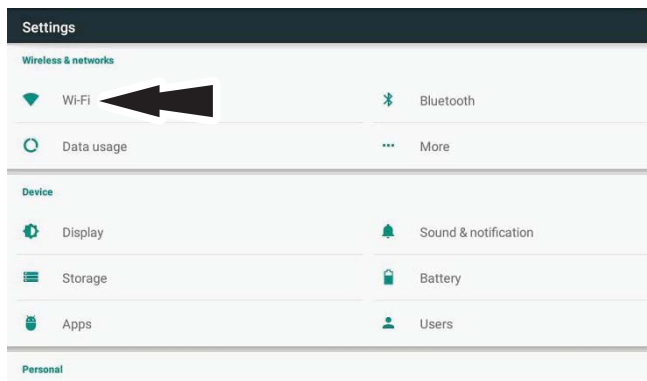 Settings
Wireless & networks
Wi-Fi
Bluetooth
Data usage
More
Device
Display
Sound & notification
Storage
Battery
Apps
Users
Personal